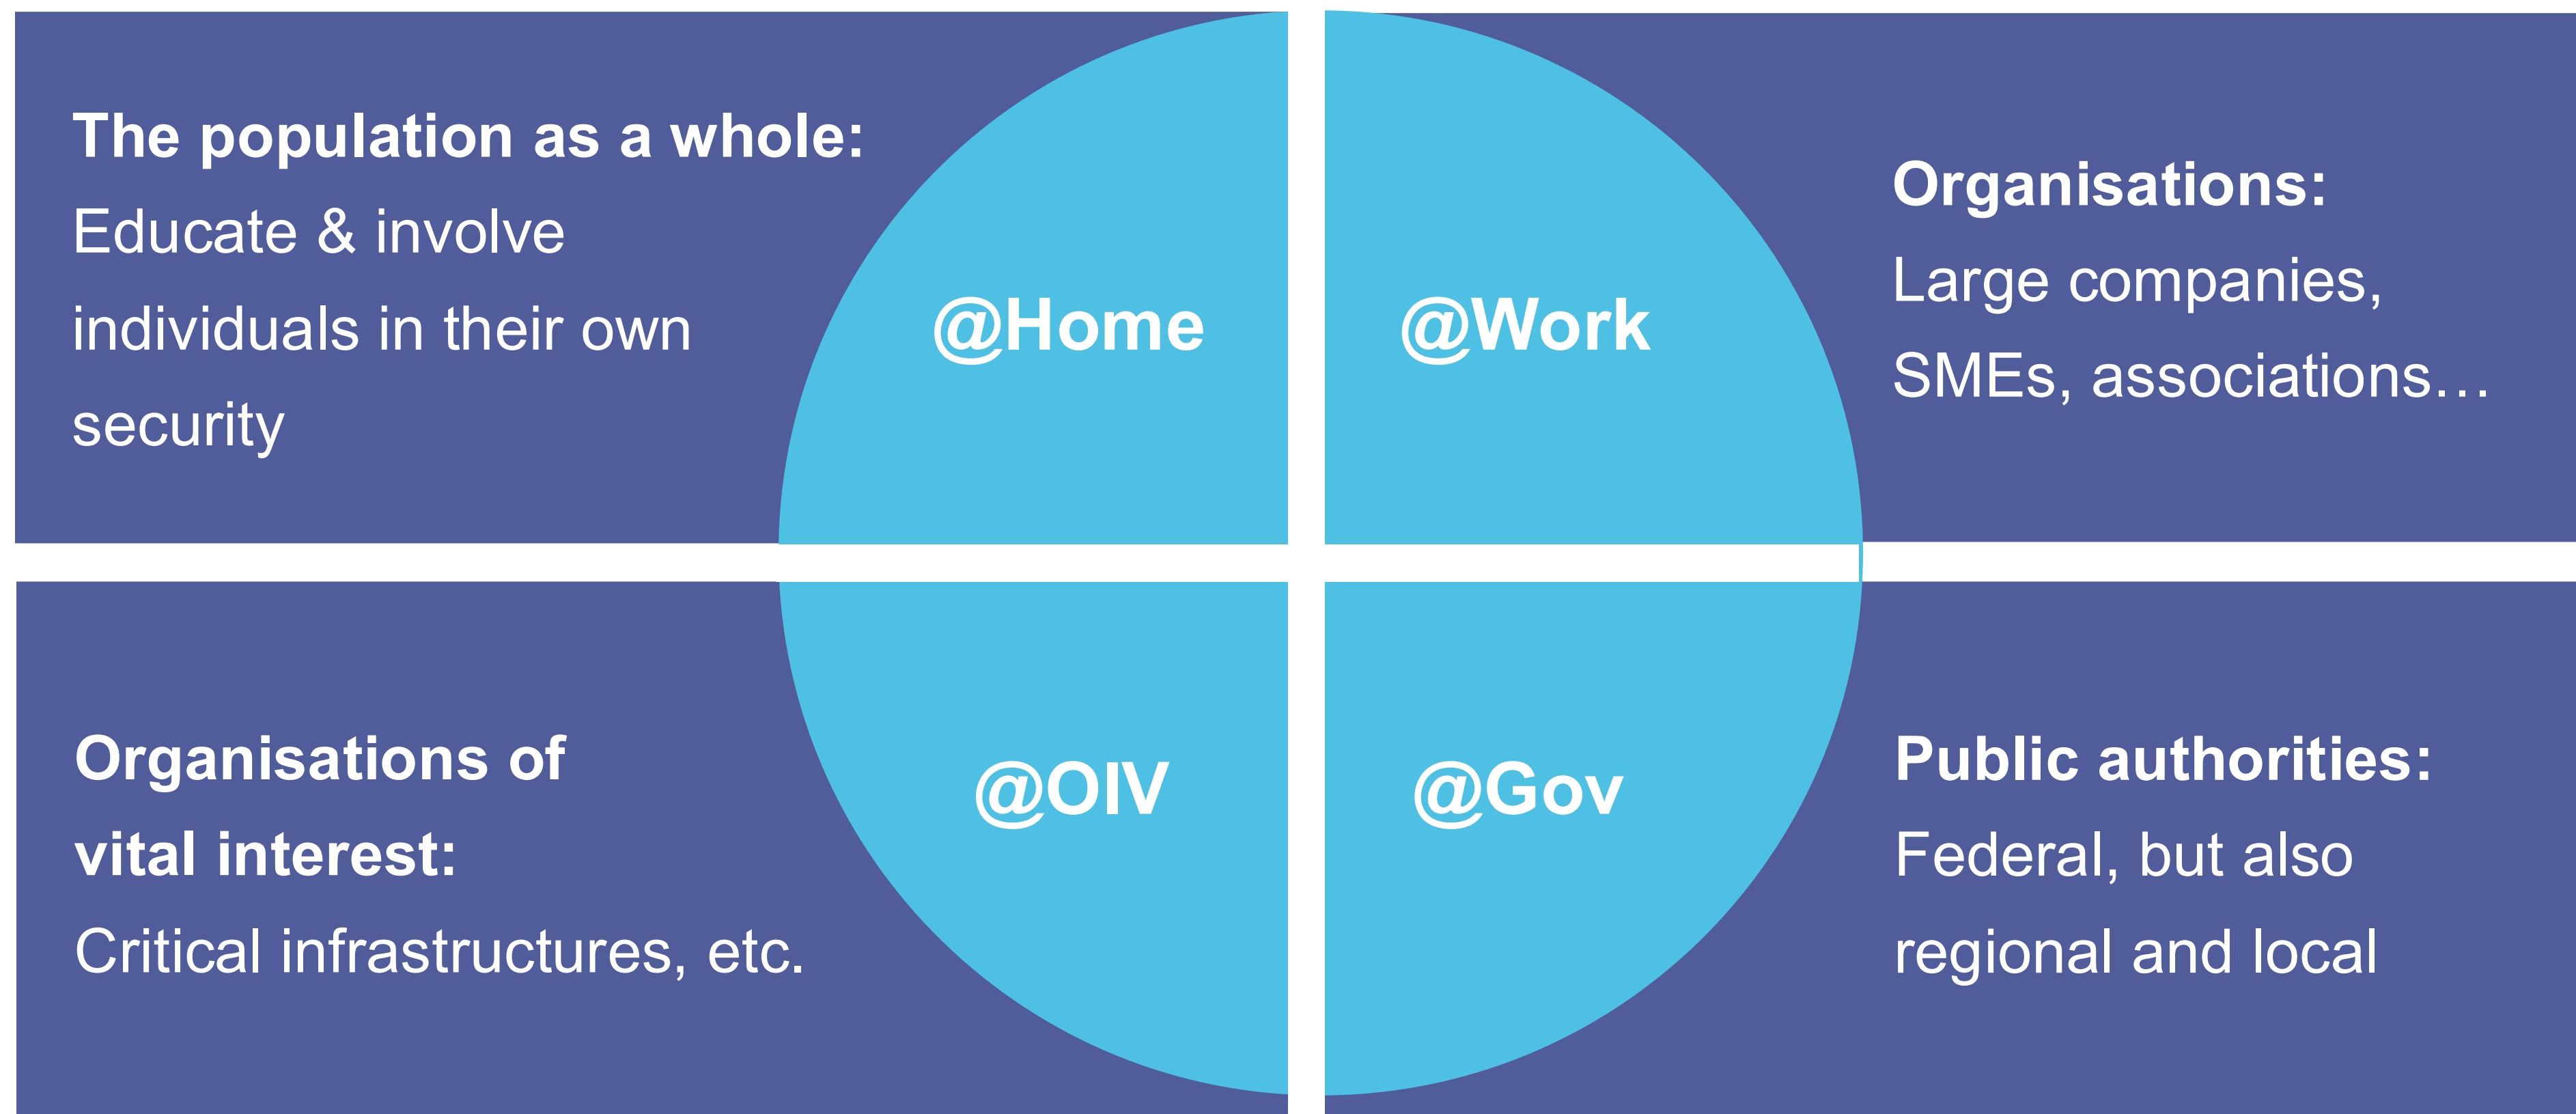 The population as a whole:
Educate & involve
individuals in their own
security
@Home
@Work
Organisations:
Large companies,
SMEs, associations…
Organisations of
vital interest:
Critical infrastructures, etc.
@OIV
@Gov
Public authorities:
Federal, but also
regional and local